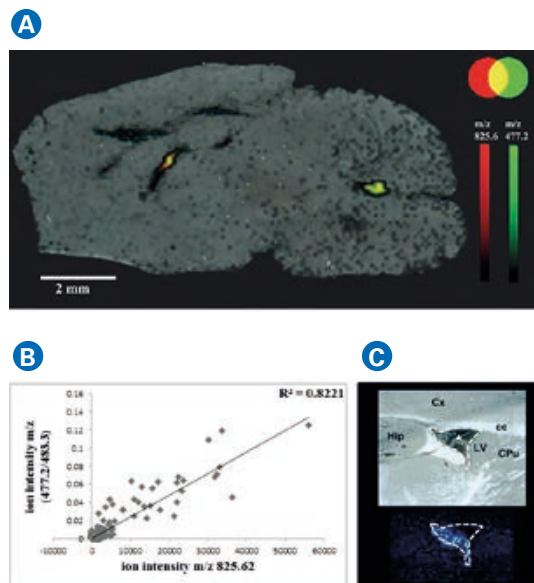 A
m/z
825.6
m/z
477.2
2 mm
B
C
R² = 0.8221
ion intensity m/z
(477.2/483.3)
0.16
0.14
0.12
0.1
0.08
0.06
0.04
0.02
0
-10000
0
10000
20000
30000
40000
50000
60000
ion intensity m/z 825.62
Cx
cc
Hip
LV
CPu